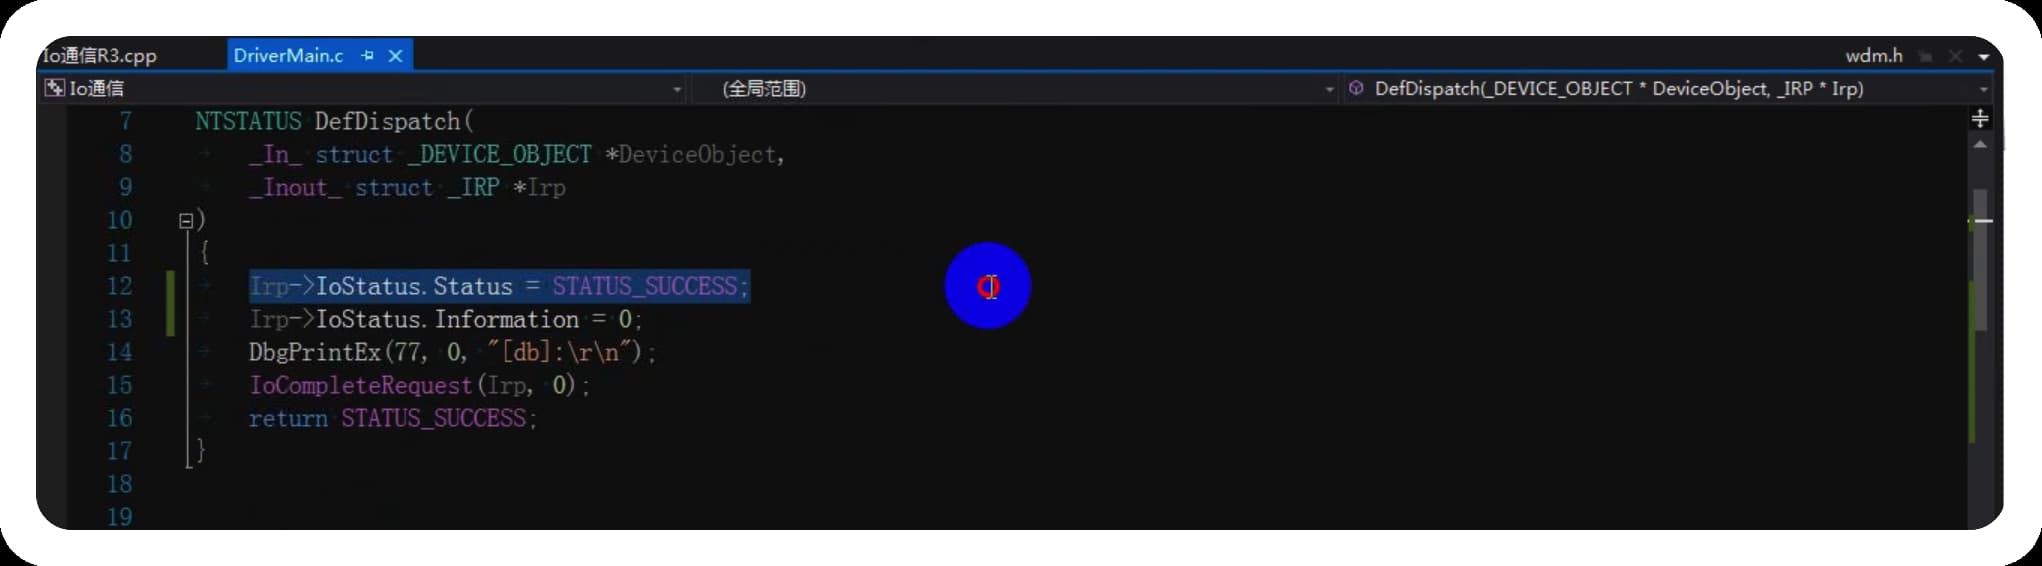 Io通信R3.cpp DriverMain.c wdm.h
Io通信 (全局范围) DefDispatch(_DEVICE_OBJECT * DeviceObject, _IRP * Irp)
7 NTSTATUS DefDispatch(
8 _In_ struct _DEVICE_OBJECT *DeviceObject,
9 _Inout_ struct _IRP *Irp
10 )
11 {
12 Irp->IoStatus.Status = STATUS_SUCCESS;
13 Irp->IoStatus.Information = 0;
14 DbgPrintEx(77, 0, "[db]:\r\n");
15 IoCompleteRequest(Irp, 0);
16 return STATUS_SUCCESS;
17 }
18
19